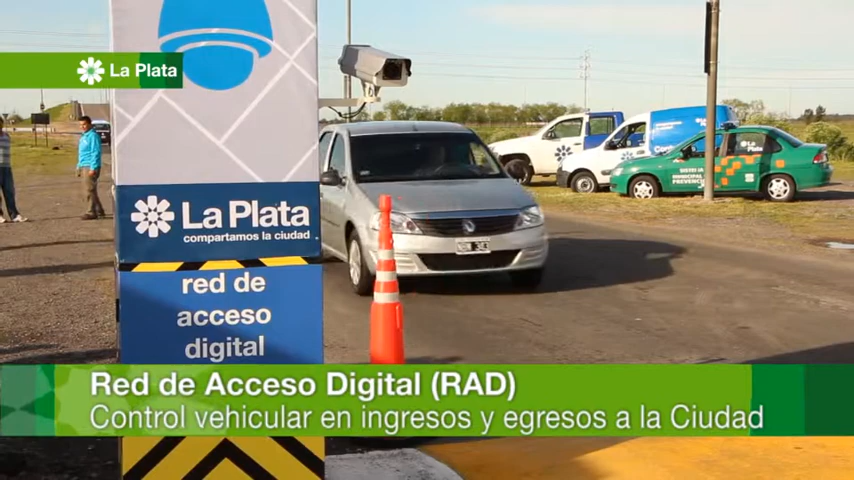 La Plata
La Plata
compartamos la ciudad
red de
acceso
digital
Red de Acceso Digital (RAD)
Control vehicular en ingresos y egresos a la Ciudad